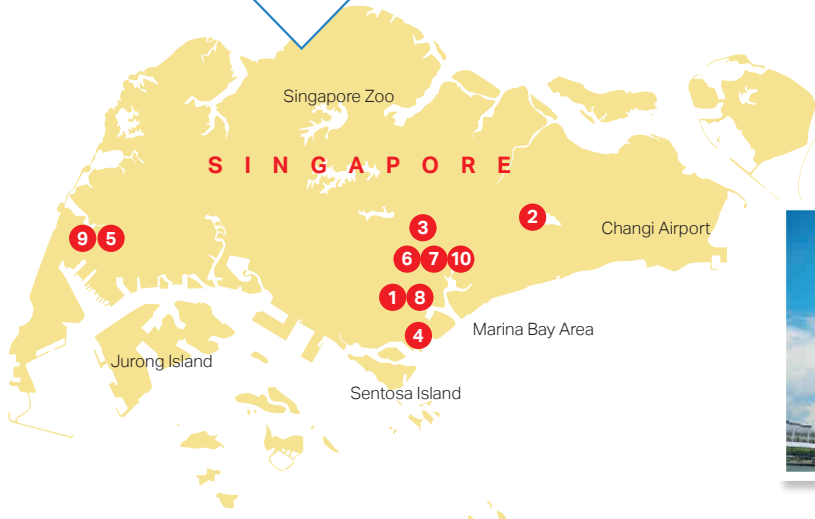 Singapore Zoo
SINGAPORE
2
3
Changi Airport
9 5
6 7 10
1 8
Marina Bay Area
4
Jurong Island
Sentosa Island